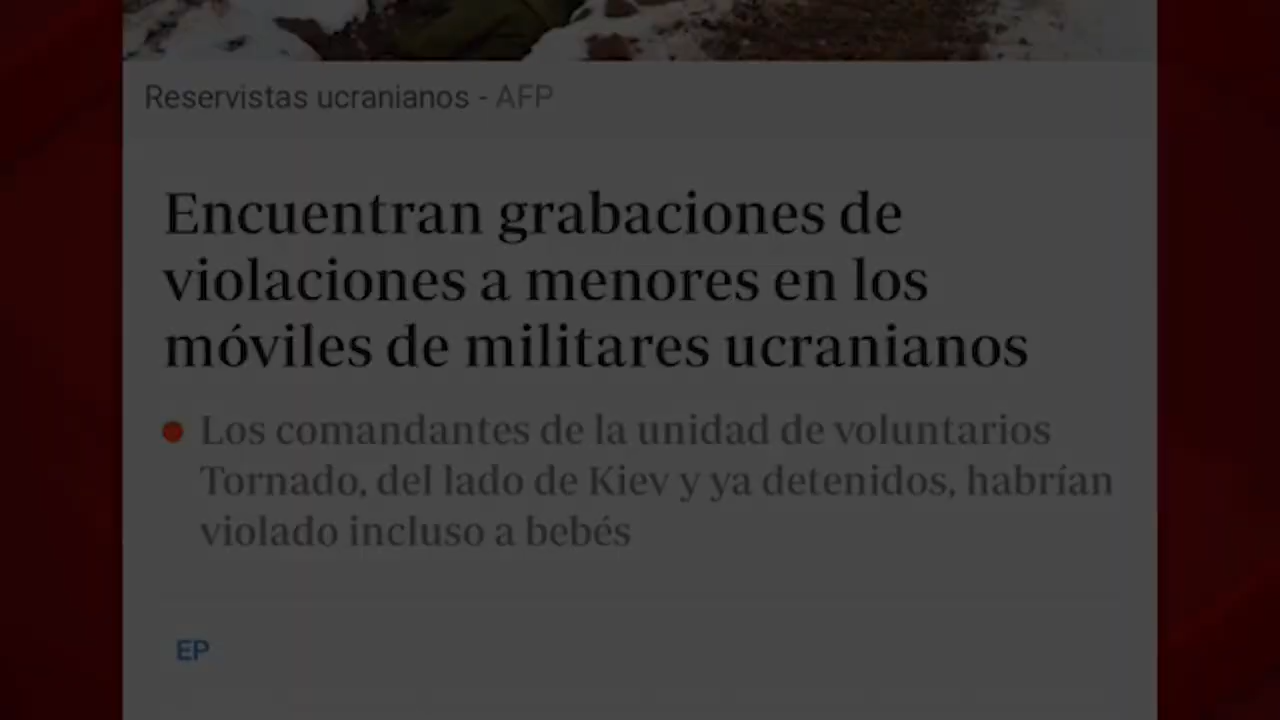 Reservistas ucranianos - AFP
Encuentran grabaciones de
violaciones a menores en los
móviles de militares ucranianos
Los comandantes de la unidad de voluntarios
Tornado, del lado de Kiev y ya detenidos, habrían
violado incluso a bebés
EP